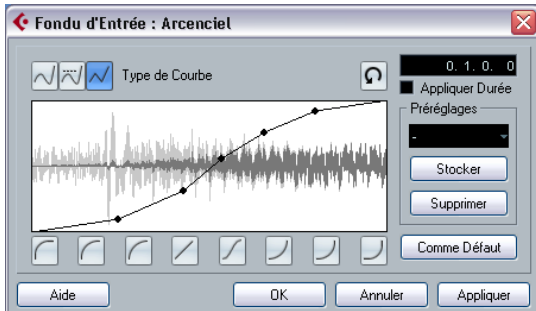 Fondu d'Entrée : Arcenciel
Type de Courbe
0. 1. 0. 0
Appliquer Durée
Préréglages
-
Stocker
Supprimer
Comme Défaut
Aide
OK
Annuler
Appliquer